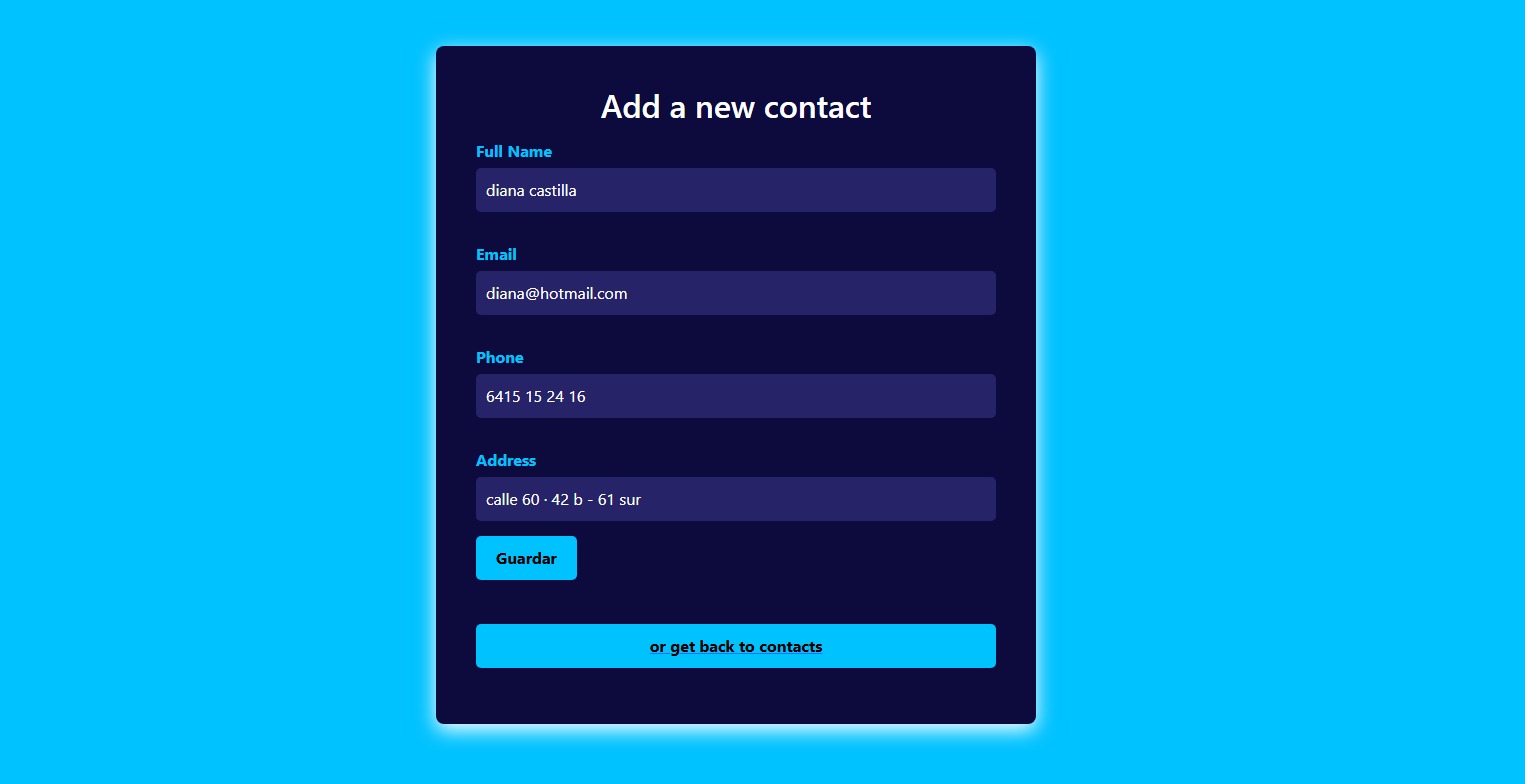 Add a new contact
Full Name
diana castilla
Email
diana@hotmail.com
Phone
6415 15 24 16
Address
calle 60 · 42 b - 61 sur
Guardar
or get back to contacts